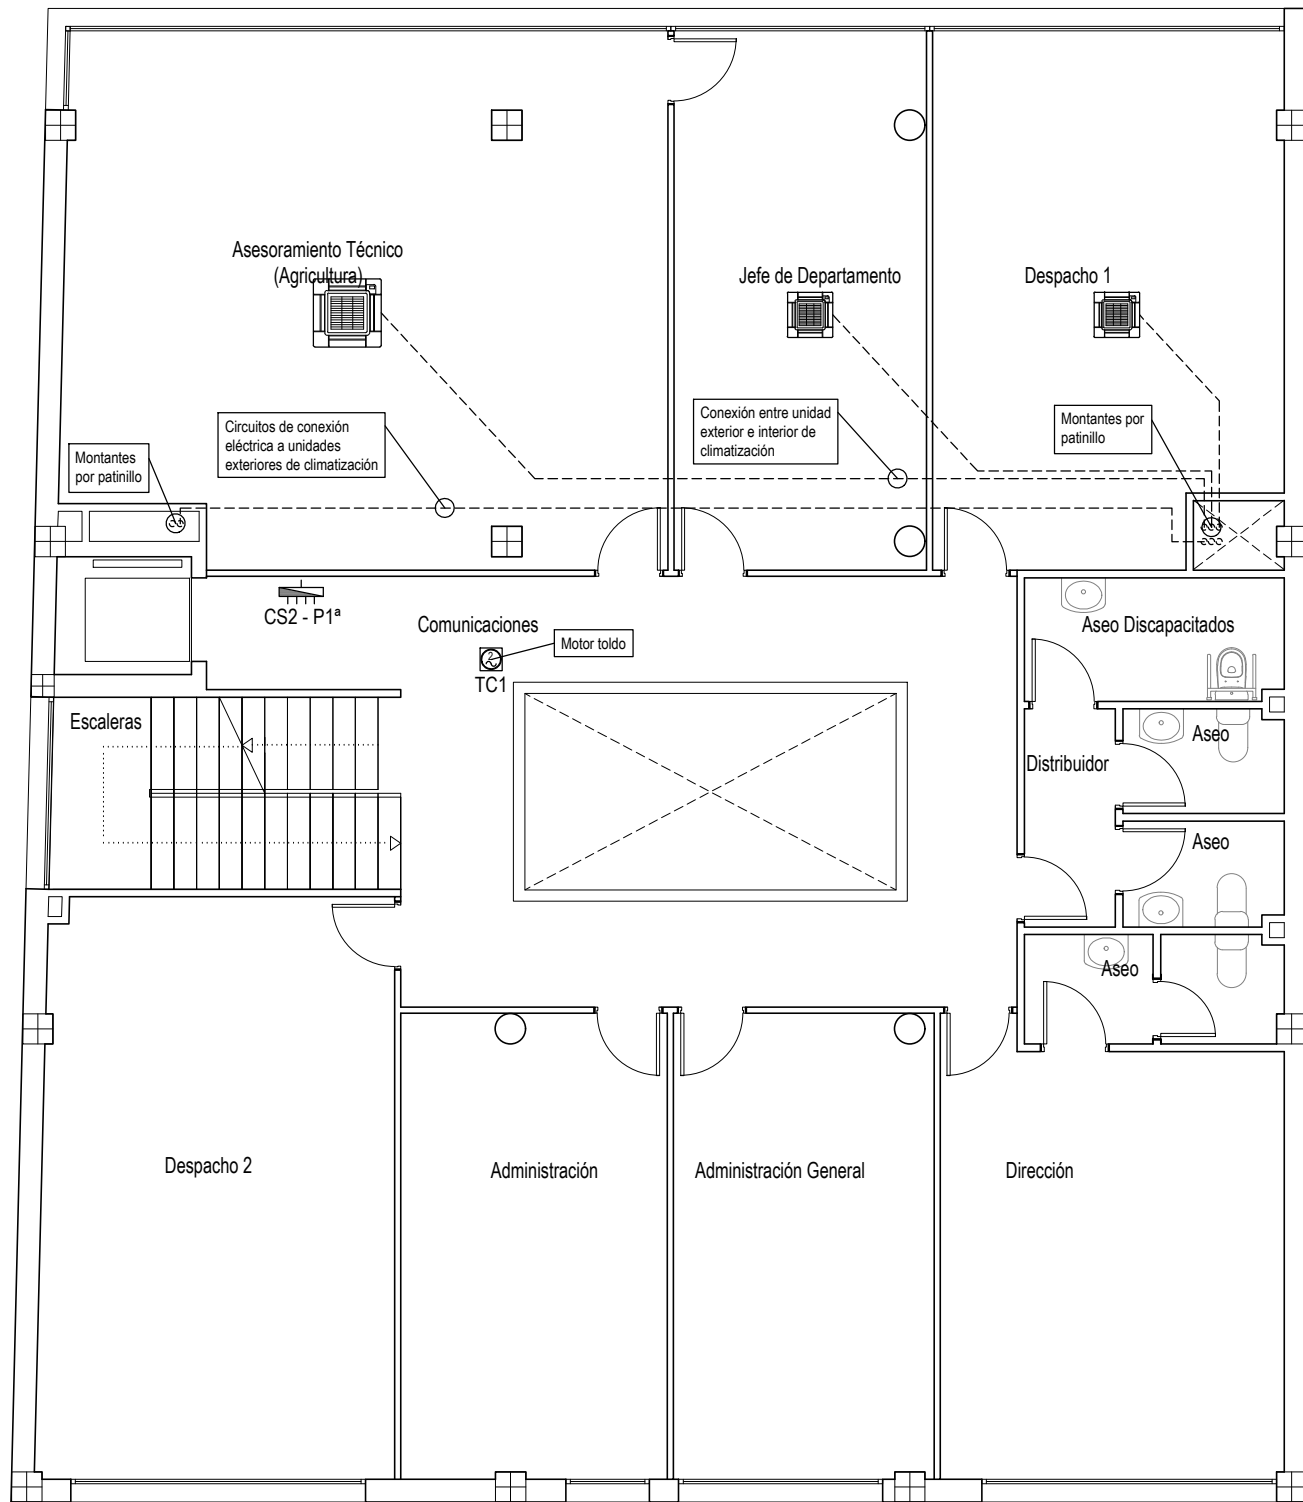 Asesoramiento Técnico
(Agricultura)
Jefe de Departamento
Despacho 1
Circuitos de conexión
eléctrica a unidades
exteriores de climatización
Conexión entre unidad
exterior e interior de
climatización
Montantes por
patinillo
Montantes
por patinillo
CS2 - P1ª
Comunicaciones
Motor toldo
2
TC1
Aseo Discapacitados
Escaleras
Aseo
Distribuidor
Aseo
Aseo
Despacho 2
Administración
Administración General
Dirección